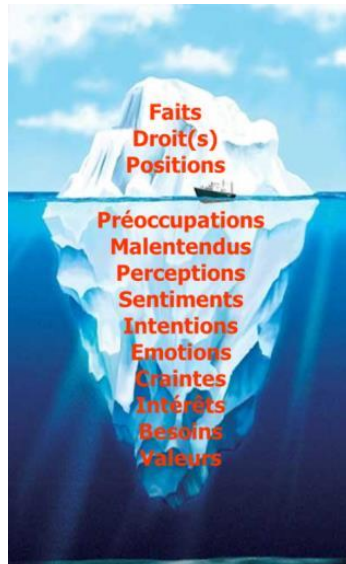 Faits
Droit(s)
Positions
Préoccupations
Malentendus
Perceptions
Sentiments
Intentions
Emotions
Craintes
Intérêts
Besoins
Valeurs